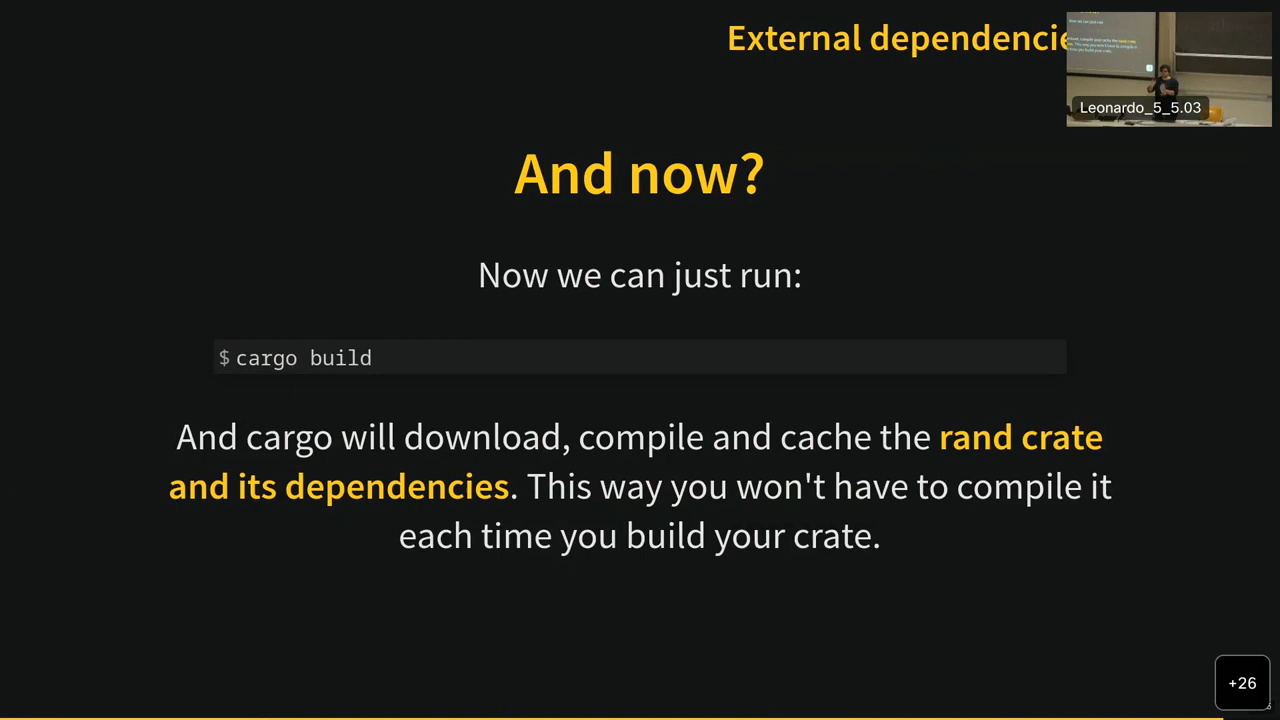 External dependencie
Leonardo_5_5.03
And now?
Now we can just run:
$ cargo build
And cargo will download, compile and cache the rand crate
and its dependencies. This way you won't have to compile it
each time you build your crate.
+26